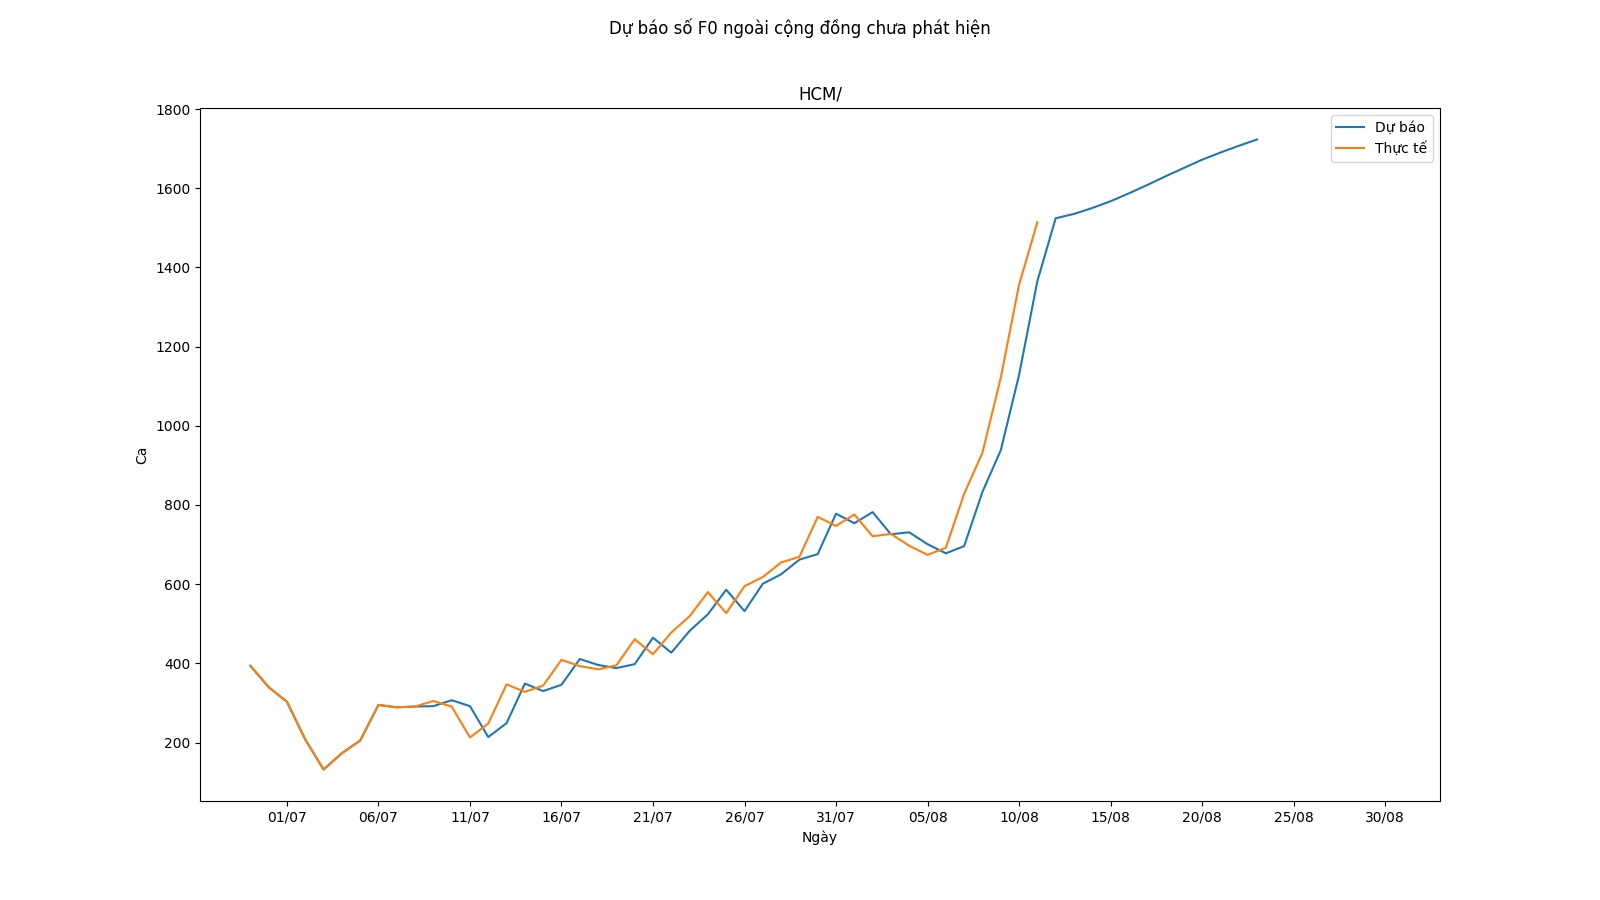 Dự báo số F0 ngoài cộng đồng chưa phát hiện
HCM/
1800
1600
1400
1200
1000
800
600
400
200
Ca
Dự báo
Thực tế
01/07 06/07 11/07 16/07 21/07 26/07 31/07 05/08 10/08 15/08 20/08 25/08 30/08
Ngày